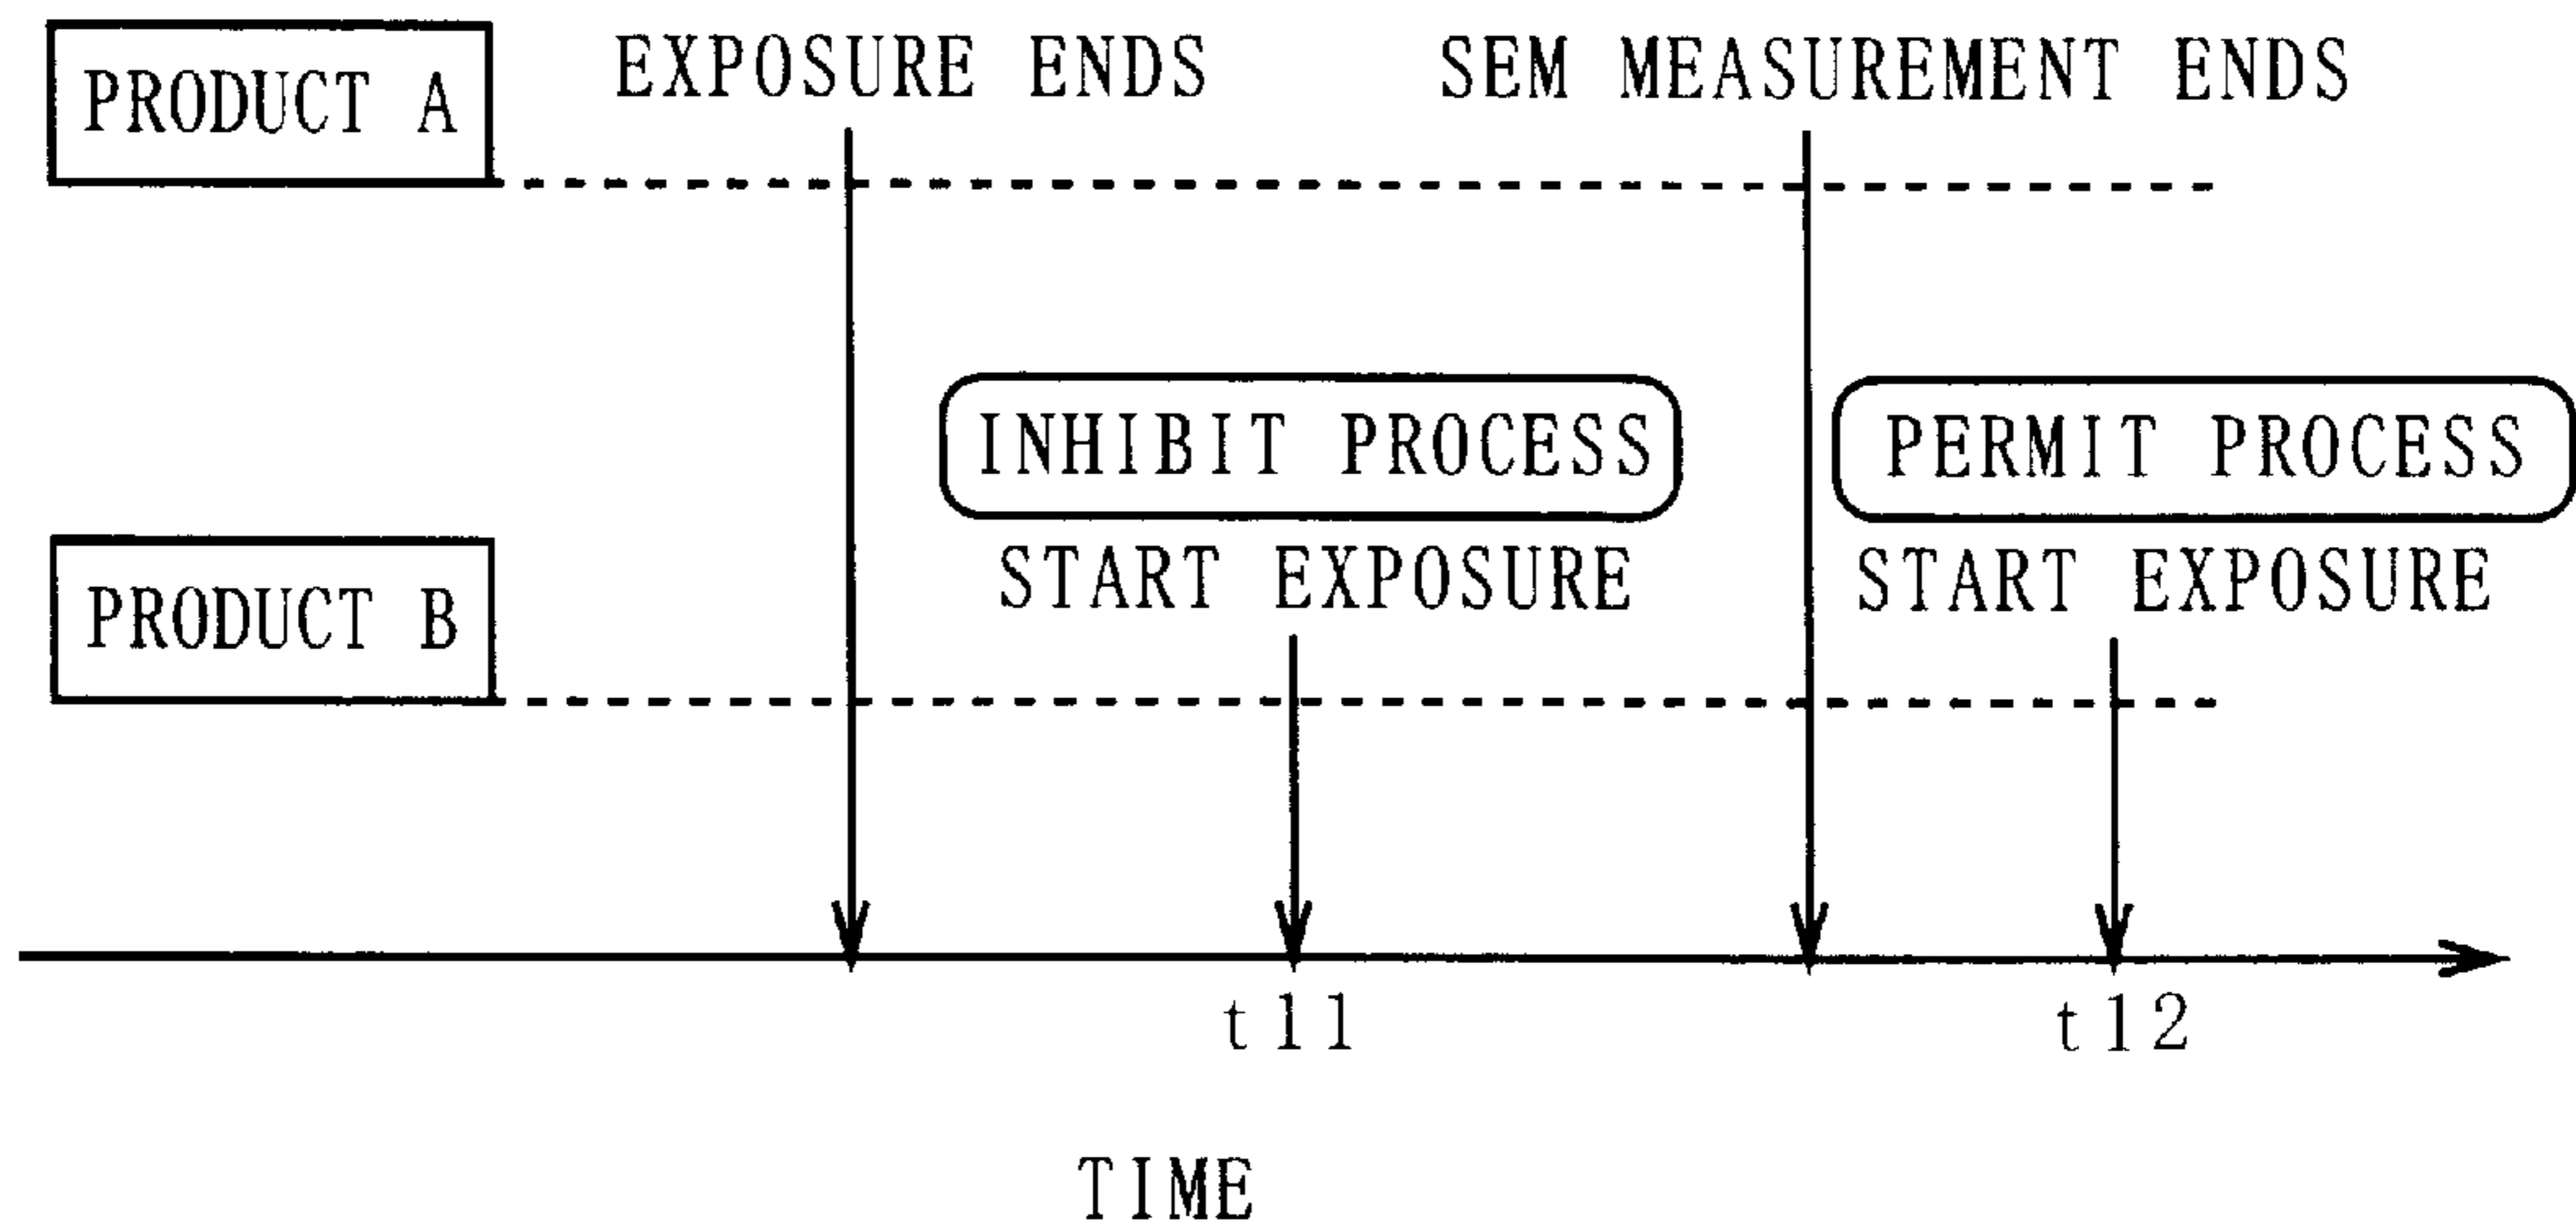 EXPOSURE ENDS
SEM MEASUREMENT ENDS
PRODUCT A
INHIBIT PROCESS
PERMIT PROCESS
START EXPOSURE
START EXPOSURE
PRODUCT B
t11
t12
TIME